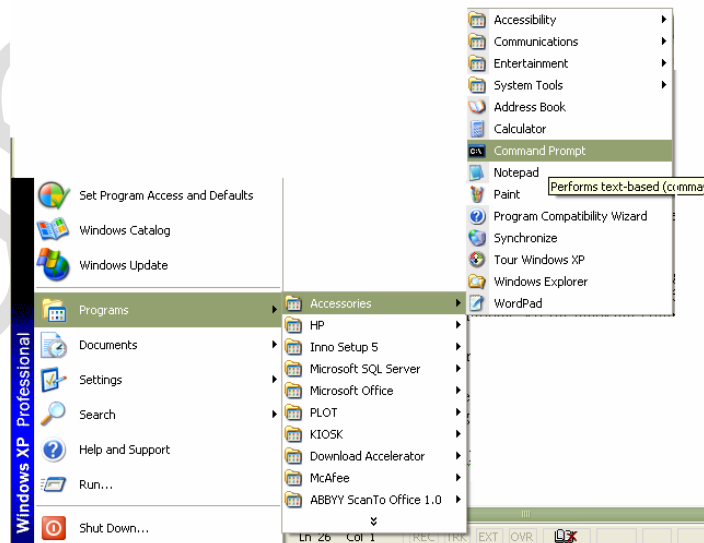 Accessibility
Communications
Entertainment
System Tools
Address Book
Calculator
C:\ Command Prompt
Notepad
Performs text-based (comma
Paint
Program Compatibility Wizard
Synchronize
Tour Windows XP
Windows Explorer
WordPad
Set Program Access and Defaults
Windows Catalog
Windows Update
Programs
Documents
Settings
Search
Help and Support
Run...
Shut Down...
Windows XP Professional
Accessories
HP
Inno Setup 5
Microsoft SQL Server
Microsoft Office
PLOT
KIOSK
Download Accelerator
McAfee
ABBYY ScanTo Office 1.0
Ln 26 Col 1 REC TRK EXT OVR